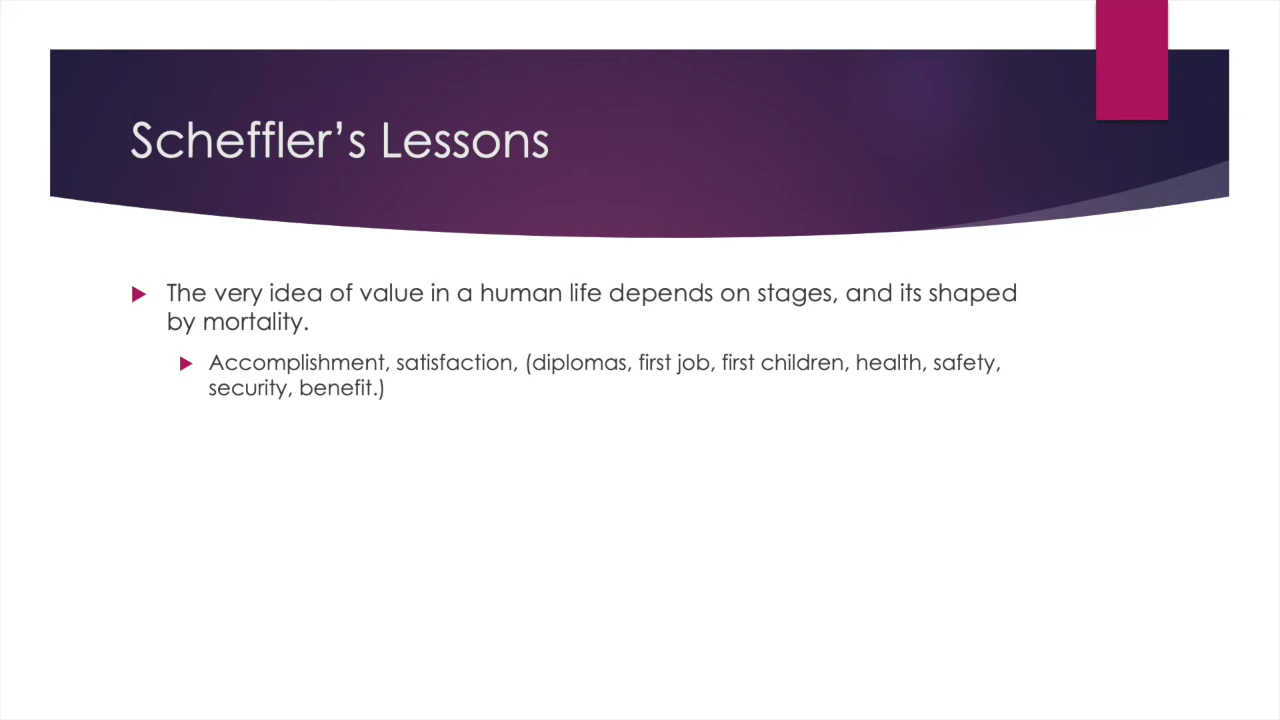 Scheffler’s Lessons
The very idea of value in a human life depends on stages, and its shaped
by mortality.
Accomplishment, satisfaction, (diplomas, first job, first children, health, safety,
security, benefit.)